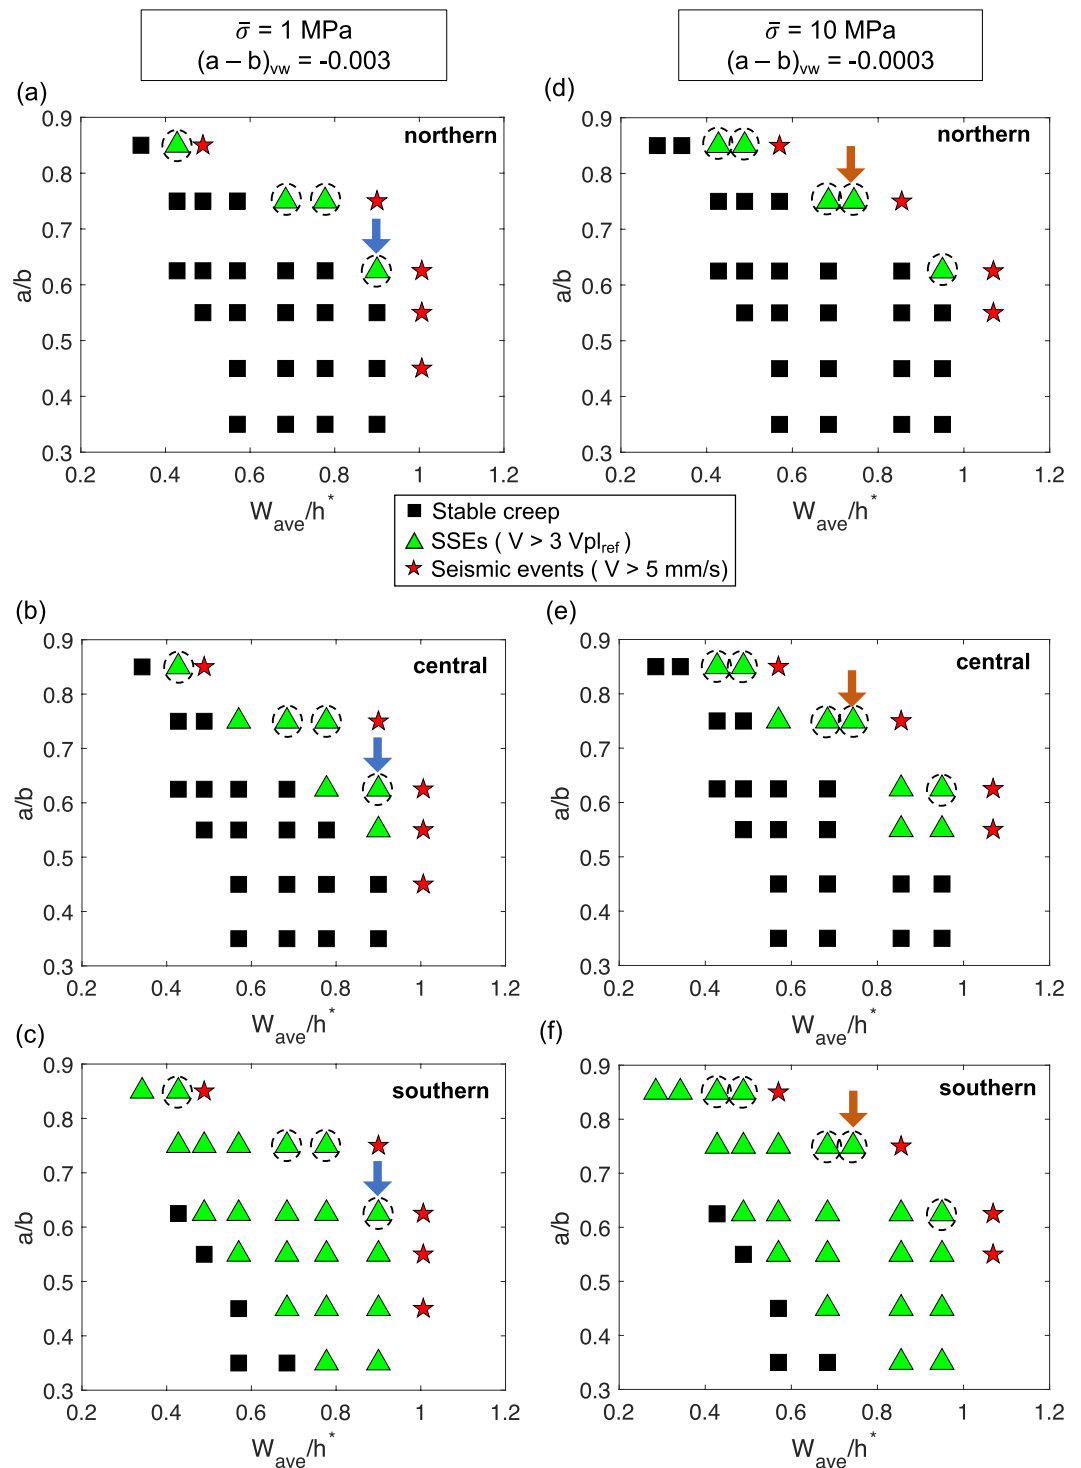 σ̄ = 1 MPa
(a – b)vw = -0.003
σ̄ = 10 MPa
(a – b)vw = -0.0003
(a)
northern
0.9
0.8
0.7
0.6
0.5
0.4
0.3
a/b
0.2 0.4 0.6 0.8 1 1.2
W_ave/h*
(d)
northern
0.9
0.8
0.7
0.6
0.5
0.4
0.3
a/b
0.2 0.4 0.6 0.8 1 1.2
W_ave/h*
Stable creep
SSEs ( V > 3 Vpl_ref )
Seismic events ( V > 5 mm/s)
(b)
central
0.9
0.8
0.7
0.6
0.5
0.4
0.3
a/b
0.2 0.4 0.6 0.8 1 1.2
W_ave/h*
(e)
central
0.9
0.8
0.7
0.6
0.5
0.4
0.3
a/b
0.2 0.4 0.6 0.8 1 1.2
W_ave/h*
(c)
southern
0.9
0.8
0.7
0.6
0.5
0.4
0.3
a/b
0.2 0.4 0.6 0.8 1 1.2
W_ave/h*
(f)
southern
0.9
0.8
0.7
0.6
0.5
0.4
0.3
a/b
0.2 0.4 0.6 0.8 1 1.2
W_ave/h*